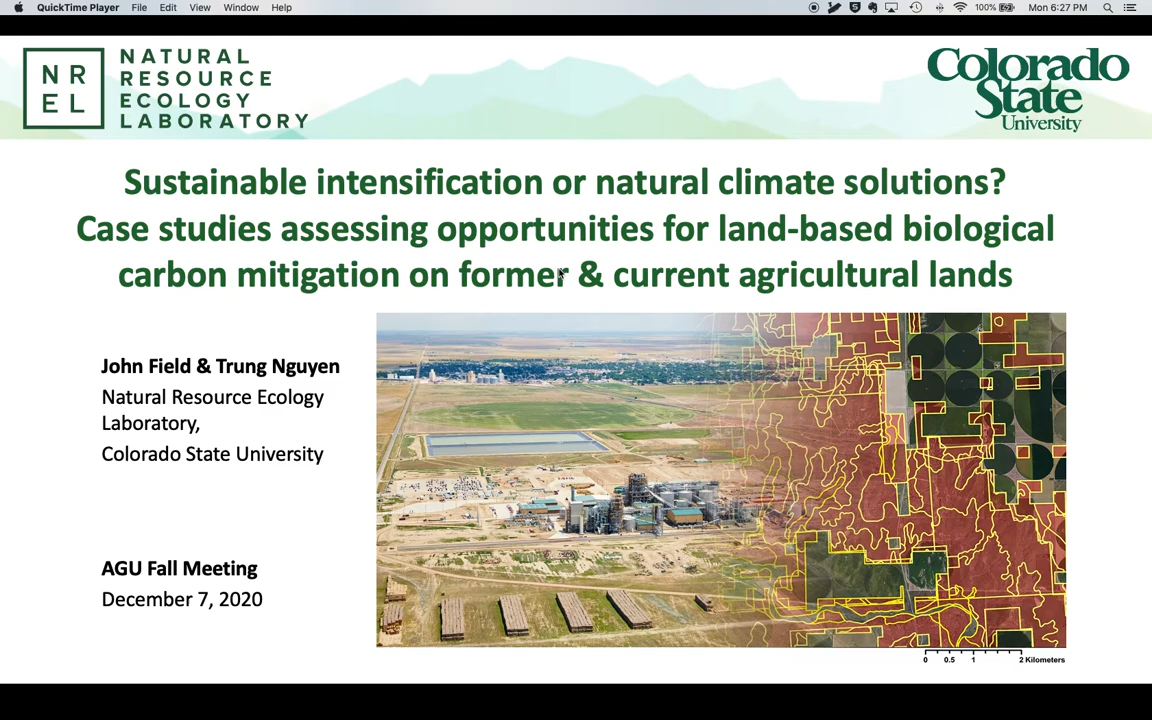 QuickTime Player File Edit View Window Help 100% Mon 6:27 PM
NR
EL
NATURAL
RESOURCE
ECOLOGY
LABORATORY
Colorado
State
University
Sustainable intensification or natural climate solutions?
Case studies assessing opportunities for land-based biological
carbon mitigation on former & current agricultural lands
John Field & Trung Nguyen
Natural Resource Ecology
Laboratory,
Colorado State University
AGU Fall Meeting
December 7, 2020
0 0.5 1 2 Kilometers